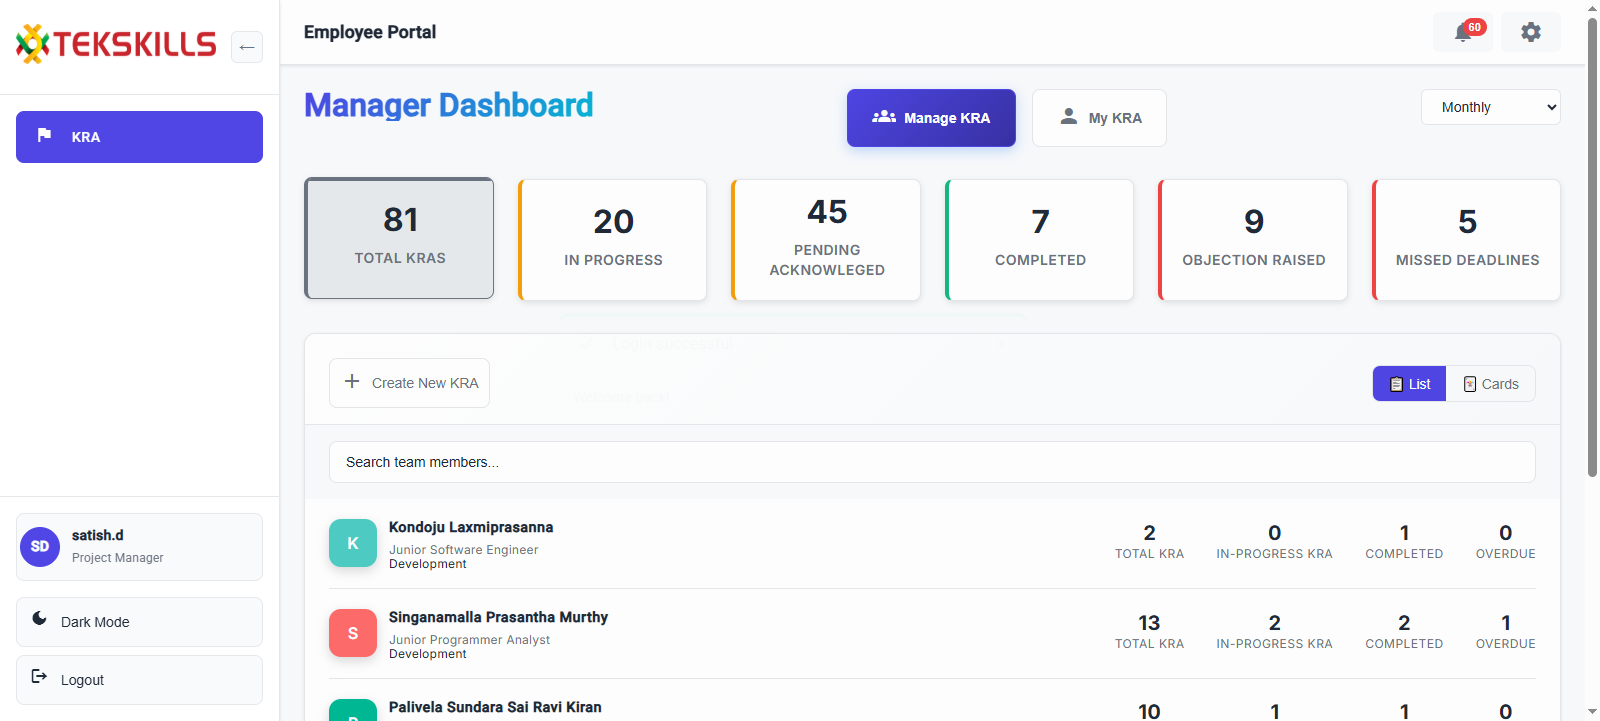 TEKSKILLS
←
Employee Portal
60
Manager Dashboard
Manage KRA
My KRA
Monthly
KRA
81
TOTAL KRAS
20
IN PROGRESS
45
PENDING
ACKNOWLEGED
7
COMPLETED
9
OBJECTION RAISED
5
MISSED DEADLINES
Login successful
Create New KRA
List
Cards
Search team members...
K
Kondoju Laxmiprasanna
Junior Software Engineer
Development
2
TOTAL KRA
0
IN-PROGRESS KRA
1
COMPLETED
0
OVERDUE
S
Singanamalla Prasantha Murthy
Junior Programmer Analyst
Development
13
TOTAL KRA
2
IN-PROGRESS KRA
2
COMPLETED
1
OVERDUE
Palivela Sundara Sai Ravi Kiran
10
1
1
0
SD
satish.d
Project Manager
Dark Mode
Logout